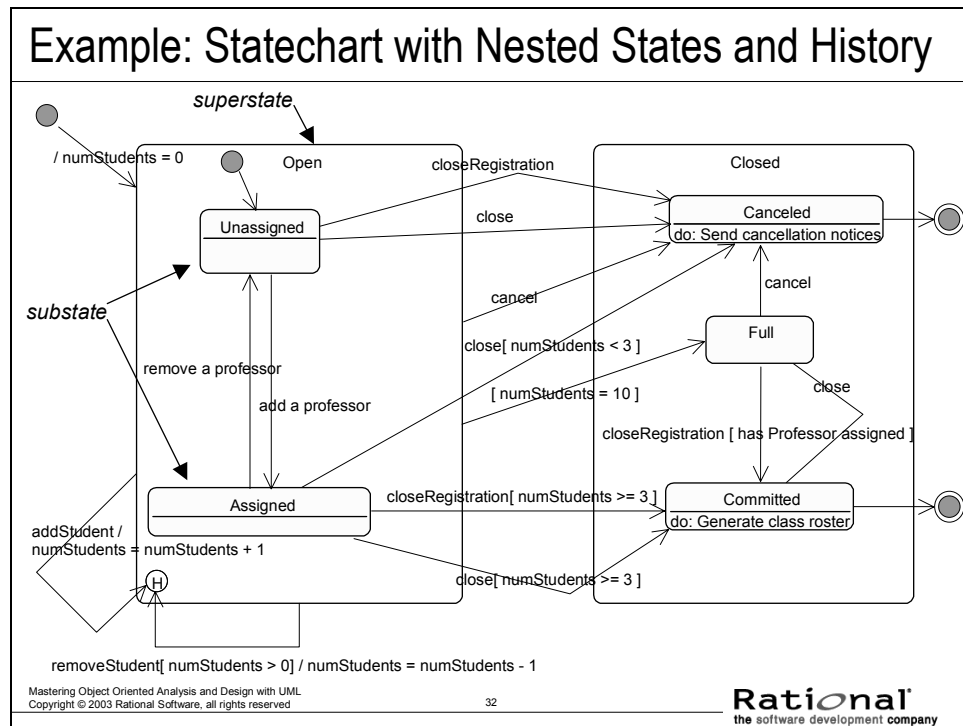 Example: Statechart with Nested States and History
superstate
/ numStudents = 0
Open
closeRegistration
Closed
Unassigned
close
Canceled
do: Send cancellation notices
substate
cancel
cancel
Full
close[ numStudents < 3 ]
remove a professor
add a professor
[ numStudents = 10 ]
close
closeRegistration [ has Professor assigned ]
Assigned
closeRegistration[ numStudents >= 3 ]
Committed
do: Generate class roster
addStudent /
numStudents = numStudents + 1
H
close[ numStudents >= 3 ]
removeStudent[ numStudents > 0] / numStudents = numStudents - 1
Mastering Object Oriented Analysis and Design with UML
Copyright © 2003 Rational Software, all rights reserved
32
Rational
the software development company